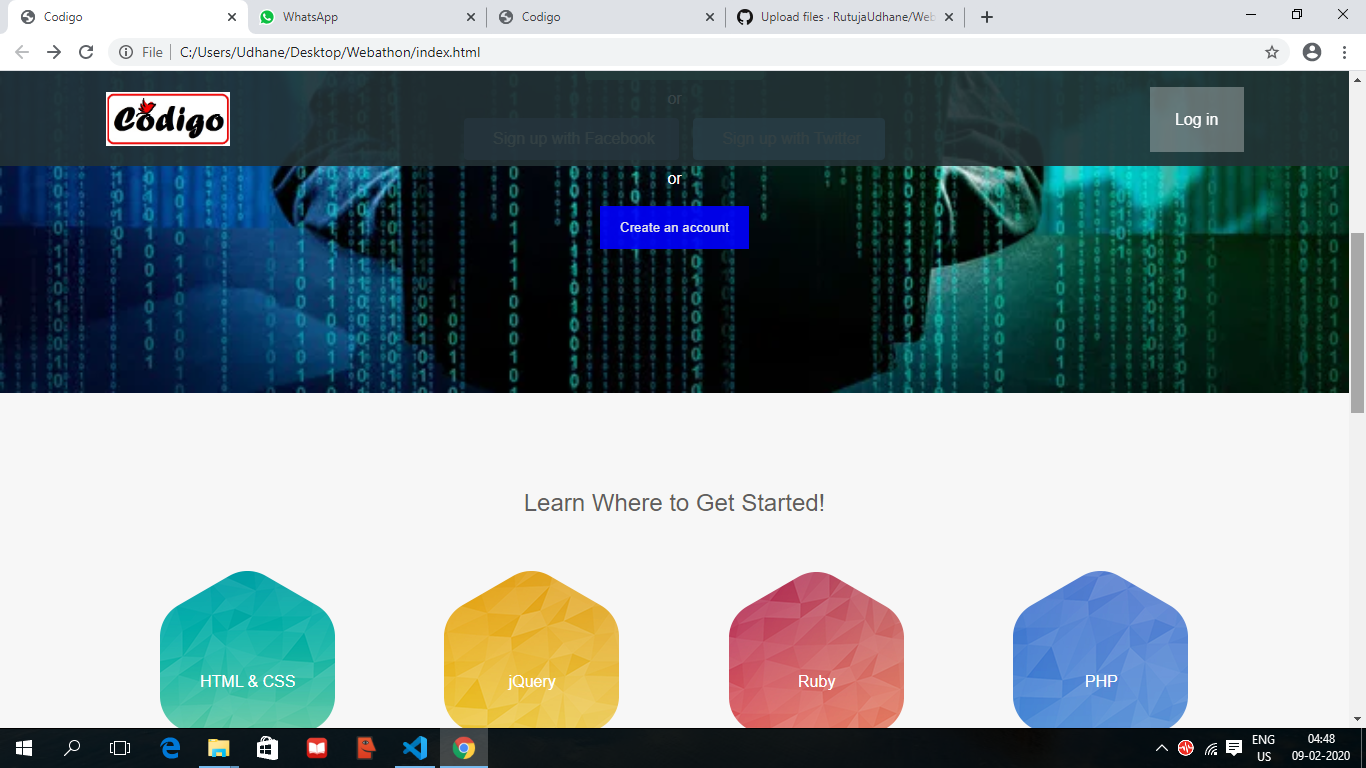 Codigo
WhatsApp
Codigo
Upload files · RutujaUdhane/Web
File
C:/Users/Udhane/Desktop/Webathon/index.html
Codigo
or
Log in
Sign up with Facebook
Sign up with Twitter
or
Create an account
Learn Where to Get Started!
HTML & CSS
jQuery
Ruby
PHP
ENG
US
04:48
09-02-2020